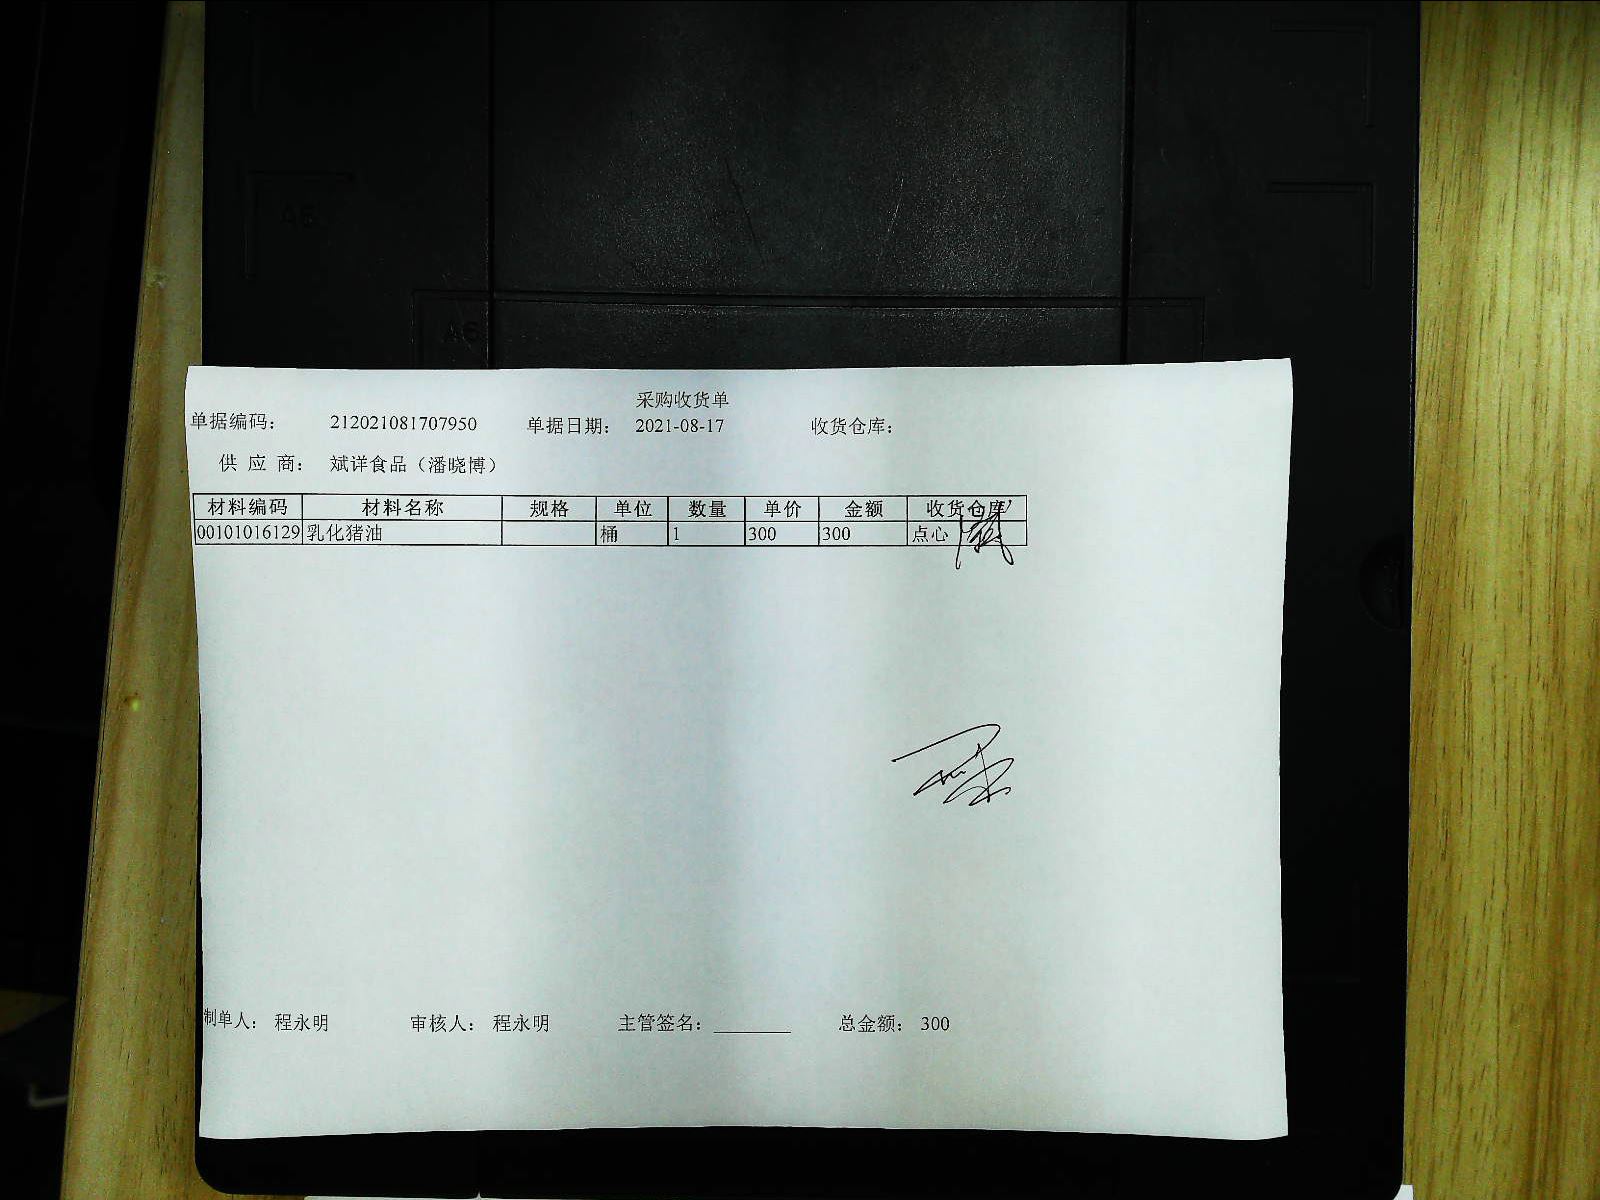 A6
A6
采购收货单
单据编码： 212021081707950 单据日期： 2021-08-17 收货仓库：
供 应 商： 斌详食品（潘晓博）
材料编码 材料名称 规格 单位 数量 单价 金额 收货仓库
00101016129 乳化猪油 桶 1 300 300 点心
制单人： 程永明 审核人： 程永明 主管签名：________ 总金额： 300